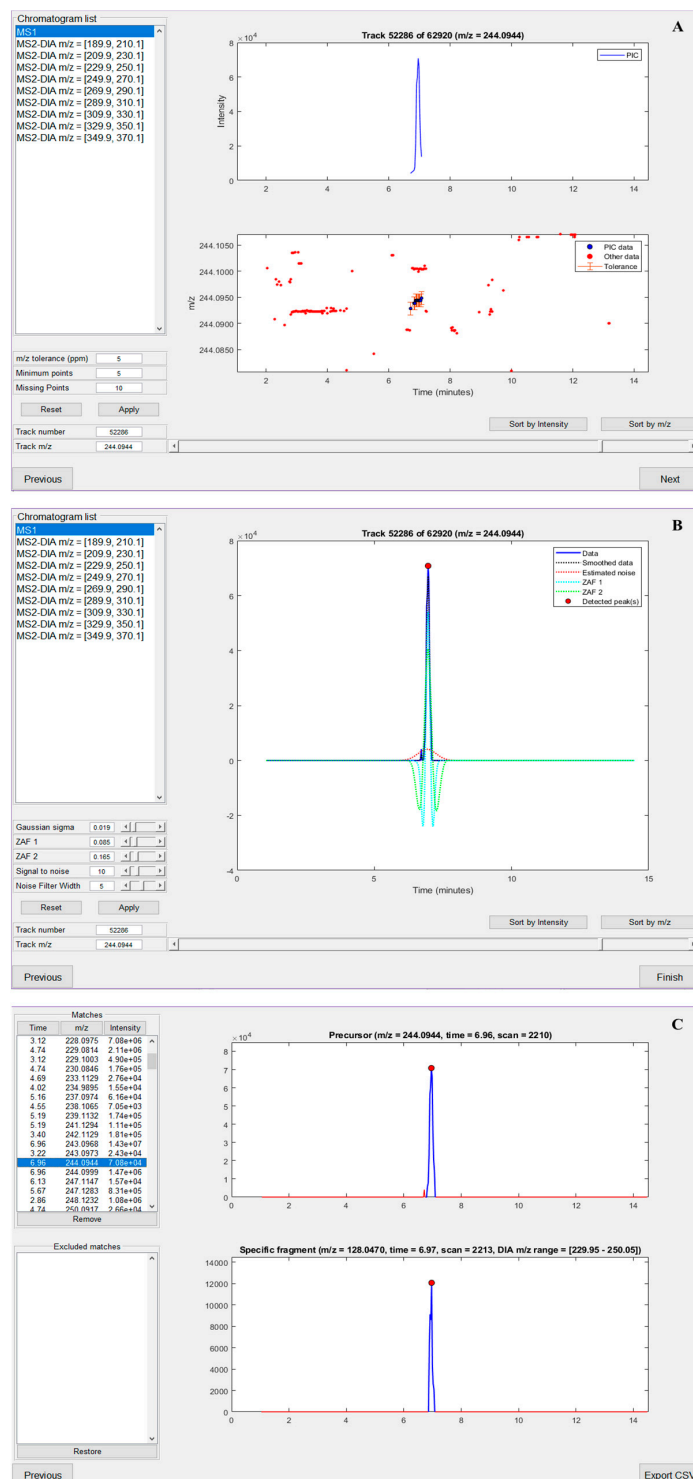 Chromatogram list
MS1
MS2-DIA m/z = [189.9, 210.1]
MS2-DIA m/z = [209.9, 230.1]
MS2-DIA m/z = [229.9, 250.1]
MS2-DIA m/z = [249.9, 270.1]
MS2-DIA m/z = [269.9, 290.1]
MS2-DIA m/z = [289.9, 310.1]
MS2-DIA m/z = [309.9, 330.1]
MS2-DIA m/z = [329.9, 350.1]
MS2-DIA m/z = [349.9, 370.1]
m/z tolerance (ppm) 5
Minimum points 5
Missing Points 10
Reset Apply
Track number 52286
Track m/z 244.0944
Previous
A
Track 52286 of 62920 (m/z = 244.0944)
× 10^4
PIC
Intensity
8
6
4
2
0
2 4 6 8 10 12 14
PIC data
Other data
Tolerance
m/z
244.1050
244.1000
244.0950
244.0900
244.0850
2 4 6 8 10 12 14
Time (minutes)
Sort by Intensity Sort by m/z
Next
Chromatogram list
MS1
MS2-DIA m/z = [189.9, 210.1]
MS2-DIA m/z = [209.9, 230.1]
MS2-DIA m/z = [229.9, 250.1]
MS2-DIA m/z = [249.9, 270.1]
MS2-DIA m/z = [269.9, 290.1]
MS2-DIA m/z = [289.9, 310.1]
MS2-DIA m/z = [309.9, 330.1]
MS2-DIA m/z = [329.9, 350.1]
MS2-DIA m/z = [349.9, 370.1]
Gaussian sigma 0.019
ZAF 1 0.085
ZAF 2 0.165
Signal to noise 10
Noise Filter Width 5
Reset Apply
Track number 52286
Track m/z 244.0944
Previous
B
Track 52286 of 62920 (m/z = 244.0944)
× 10^4
Data
Smoothed data
Estimated noise
ZAF 1
ZAF 2
Detected peak(s)
8
6
4
2
0
-2
-4
0 5 10 15
Time (minutes)
Sort by Intensity Sort by m/z
Finish
Matches
Time m/z Intensity
3.12 228.0975 7.08e+06
4.74 229.0814 2.11e+06
3.12 229.1003 4.90e+05
4.74 230.0846 1.76e+05
4.69 233.1129 2.76e+04
4.02 234.9895 1.55e+04
5.16 237.0974 6.16e+04
4.55 238.1065 7.05e+03
5.19 239.1132 1.74e+05
5.19 241.1294 1.11e+05
3.40 242.1129 1.81e+05
6.96 243.0968 1.43e+07
3.22 243.0973 2.43e+04
6.96 244.0944 7.08e+04
6.96 244.0999 1.47e+06
6.13 247.1147 1.57e+04
5.67 247.1283 8.31e+05
2.86 248.1232 1.08e+06
4.74 250.0917 2.66e+04
Remove
Excluded matches
Restore
Previous
C
Precursor (m/z = 244.0944, time = 6.96, scan = 2210)
× 10^4
8
7
6
5
4
3
2
1
0
0 2 4 6 8 10 12 14
Specific fragment (m/z = 128.0470, time = 6.97, scan = 2213, DIA m/z range = [229.95 - 250.05])
14000
12000
10000
8000
6000
4000
2000
0
0 2 4 6 8 10 12 14
Export CSV